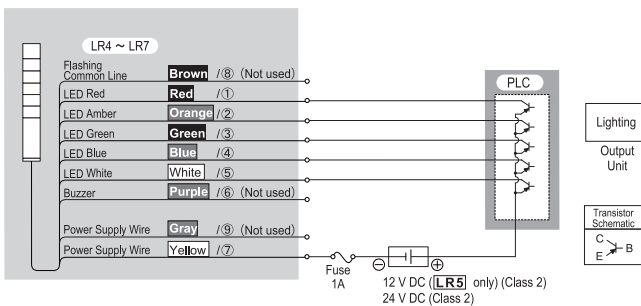 LR4 ～ LR7
Flashing
Common Line Brown /⑧ (Not used)
LED Red Red /①
LED Amber Orange /②
LED Green Green /③
LED Blue Blue /④
LED White White /⑤
Buzzer Purple /⑥ (Not used)
Power Supply Wire Gray /⑨ (Not used)
Power Supply Wire Yellow /⑦
Fuse
1A
⊖ ⊕
12 V DC (LR5 only) (Class 2)
24 V DC (Class 2)
PLC
Lighting
Output
Unit
Transistor
Schematic
C
B
E